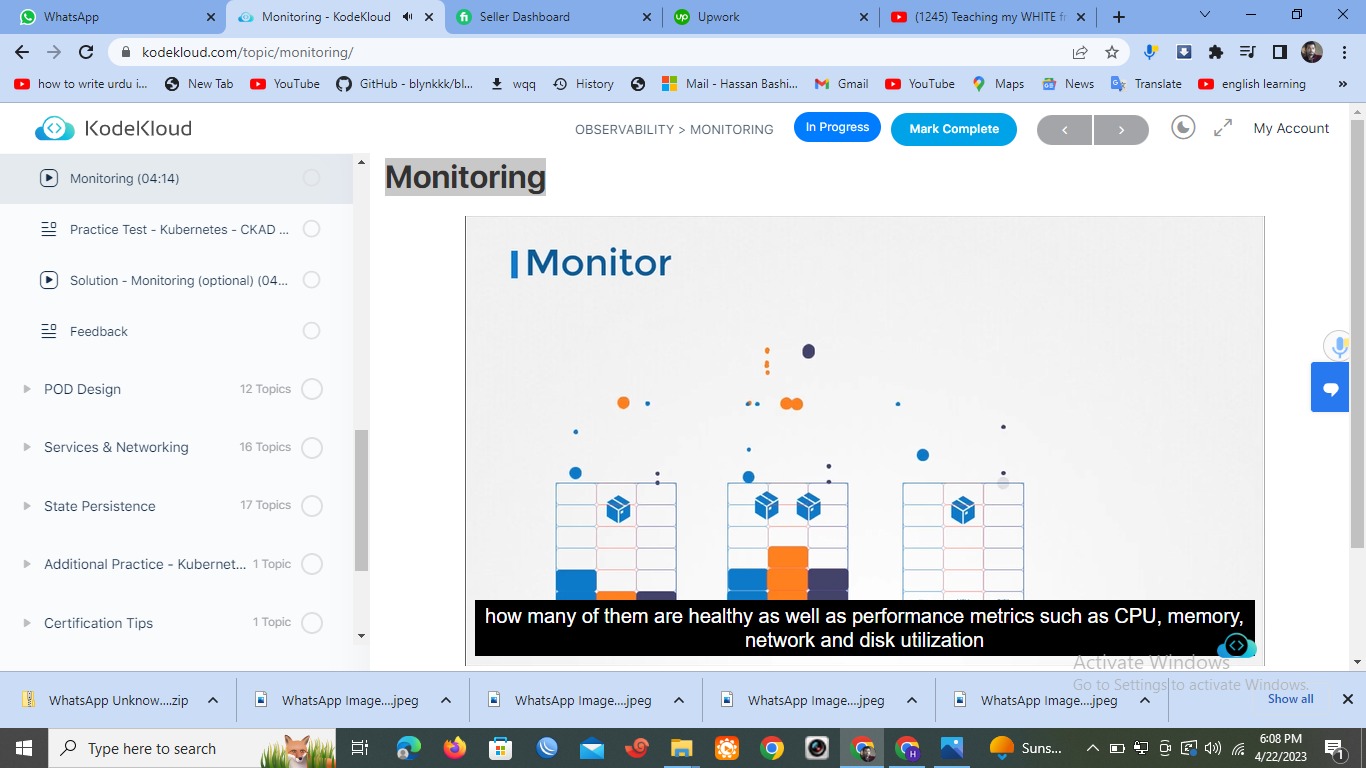 WhatsApp
Monitoring - KodeKloud
Seller Dashboard
Upwork
(1245) Teaching my WHITE fr
kodekloud.com/topic/monitoring/
how to write urdu i...
New Tab
YouTube
GitHub - blynkkk/bl...
wqq
History
Mail - Hassan Bashi...
Gmail
YouTube
Maps
News
Translate
english learning
»
KodeKloud
OBSERVABILITY > MONITORING
In Progress
Mark Complete
My Account
Monitoring (04:14)
Practice Test - Kubernetes - CKAD ...
Solution - Monitoring (optional) (04...
Feedback
POD Design 12 Topics
Services & Networking 16 Topics
State Persistence 17 Topics
Additional Practice - Kubernet... 1 Topic
Certification Tips 1 Topic
Monitoring
Monitor
how many of them are healthy as well as performance metrics such as CPU, memory,
network and disk utilization
Activate Windows
Go to Settings to activate Windows.
WhatsApp Unknow....zip
WhatsApp Image....jpeg
WhatsApp Image....jpeg
WhatsApp Image....jpeg
WhatsApp Image....jpeg
Show all
Type here to search
Suns...
6:08 PM
4/22/2023
1